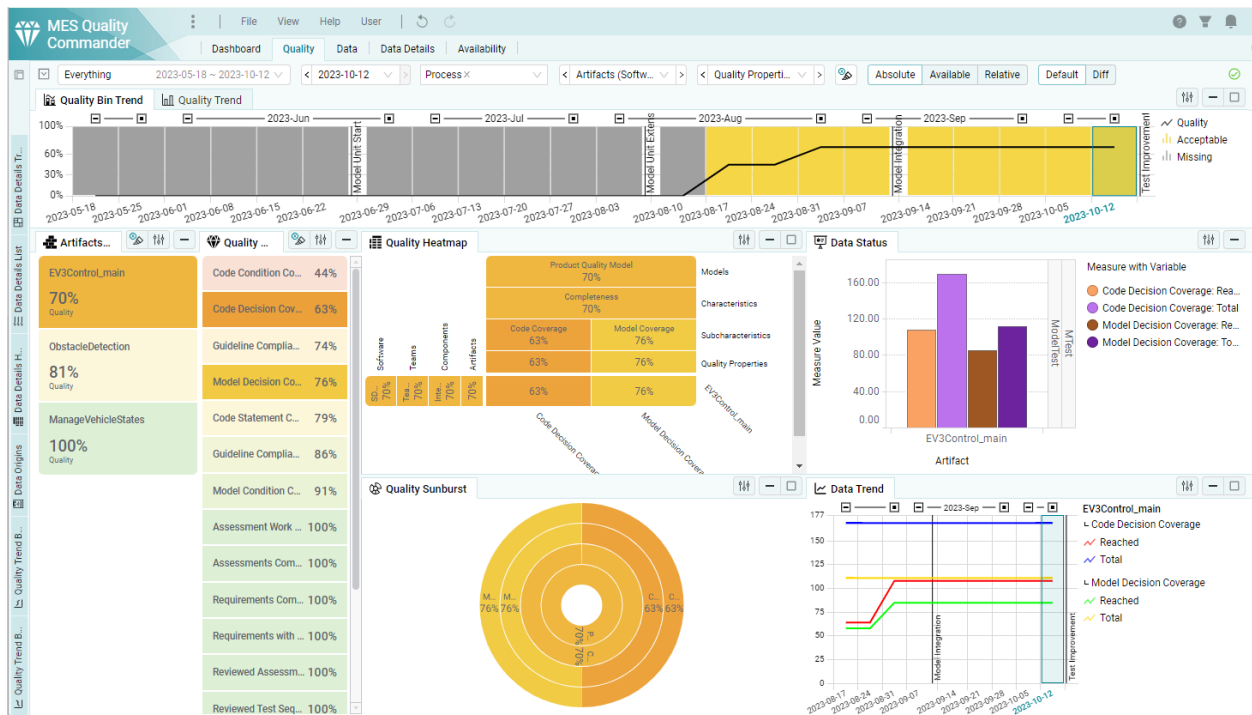 MES Quality
Commander
File View Help User
Dashboard Quality Data Data Details Availability
Everything 2023-05-18 ~ 2023-10-12 < 2023-10-12 > Process × < Artifacts (Softw... > < Quality Properti... > Absolute Available Relative Default Diff
Quality Bin Trend Quality Trend
2023-Jun 2023-Jul 2023-Aug 2023-Sep
100%
60%
30%
0%
Model Unit Start
Model Unit Extens
Model Integration
Test Improvement
2023-05-18 2023-05-25 2023-06-01 2023-06-08 2023-06-15 2023-06-22 2023-06-29 2023-07-06 2023-07-13 2023-07-20 2023-07-27 2023-08-03 2023-08-10 2023-08-17 2023-08-24 2023-08-31 2023-09-07 2023-09-14 2023-09-21 2023-09-28 2023-10-05 2023-10-12
Quality
Acceptable
Missing
Data Details Tr...
Data Details List
Data Details H...
Data Origins
Quality Trend B...
Quality Trend B...
Artifacts...
EV3Control_main
70%
Quality
ObstacleDetection
81%
Quality
ManageVehicleStates
100%
Quality
Quality ...
Code Condition Co... 44%
Code Decision Cov... 63%
Guideline Complia... 74%
Model Decision Co... 76%
Code Statement C... 79%
Guideline Complia... 86%
Model Condition C... 91%
Assessment Work ... 100%
Assessments Com... 100%
Requirements Com... 100%
Requirements with ... 100%
Reviewed Assessm... 100%
Reviewed Test Seq... 100%
Quality Heatmap
Product Quality Model
70%
Models
Completeness
70%
Characteristics
Code Coverage
63%
Model Coverage
76%
Subcharacteristics
63% 76%
Quality Properties
Software
Teams
Components
Artifacts
SD... 70%
Tea... 70%
Inte... 70%
70%
63% 76%
EV3Control_main
Code Decision Coverage
Model Decision Coverage
Quality Sunburst
M... 76%
M... 76%
C... 63%
C... 63%
P... 70%
C... 70%
Data Status
Measure Value
160.00
120.00
80.00
40.00
0.00
EV3Control_main
Artifact
MTest
ModelTest
Measure with Variable
Code Decision Coverage: Rea...
Code Decision Coverage: Total
Model Decision Coverage: Re...
Model Decision Coverage: To...
Data Trend
2023-Sep
177
150
125
100
75
50
25
0
Model Integration
Test Improvement
2023-08-17 2023-08-24 2023-08-31 2023-09-07 2023-09-14 2023-09-21 2023-09-28 2023-10-05 2023-10-12
EV3Control_main
Code Decision Coverage
Reached
Total
Model Decision Coverage
Reached
Total